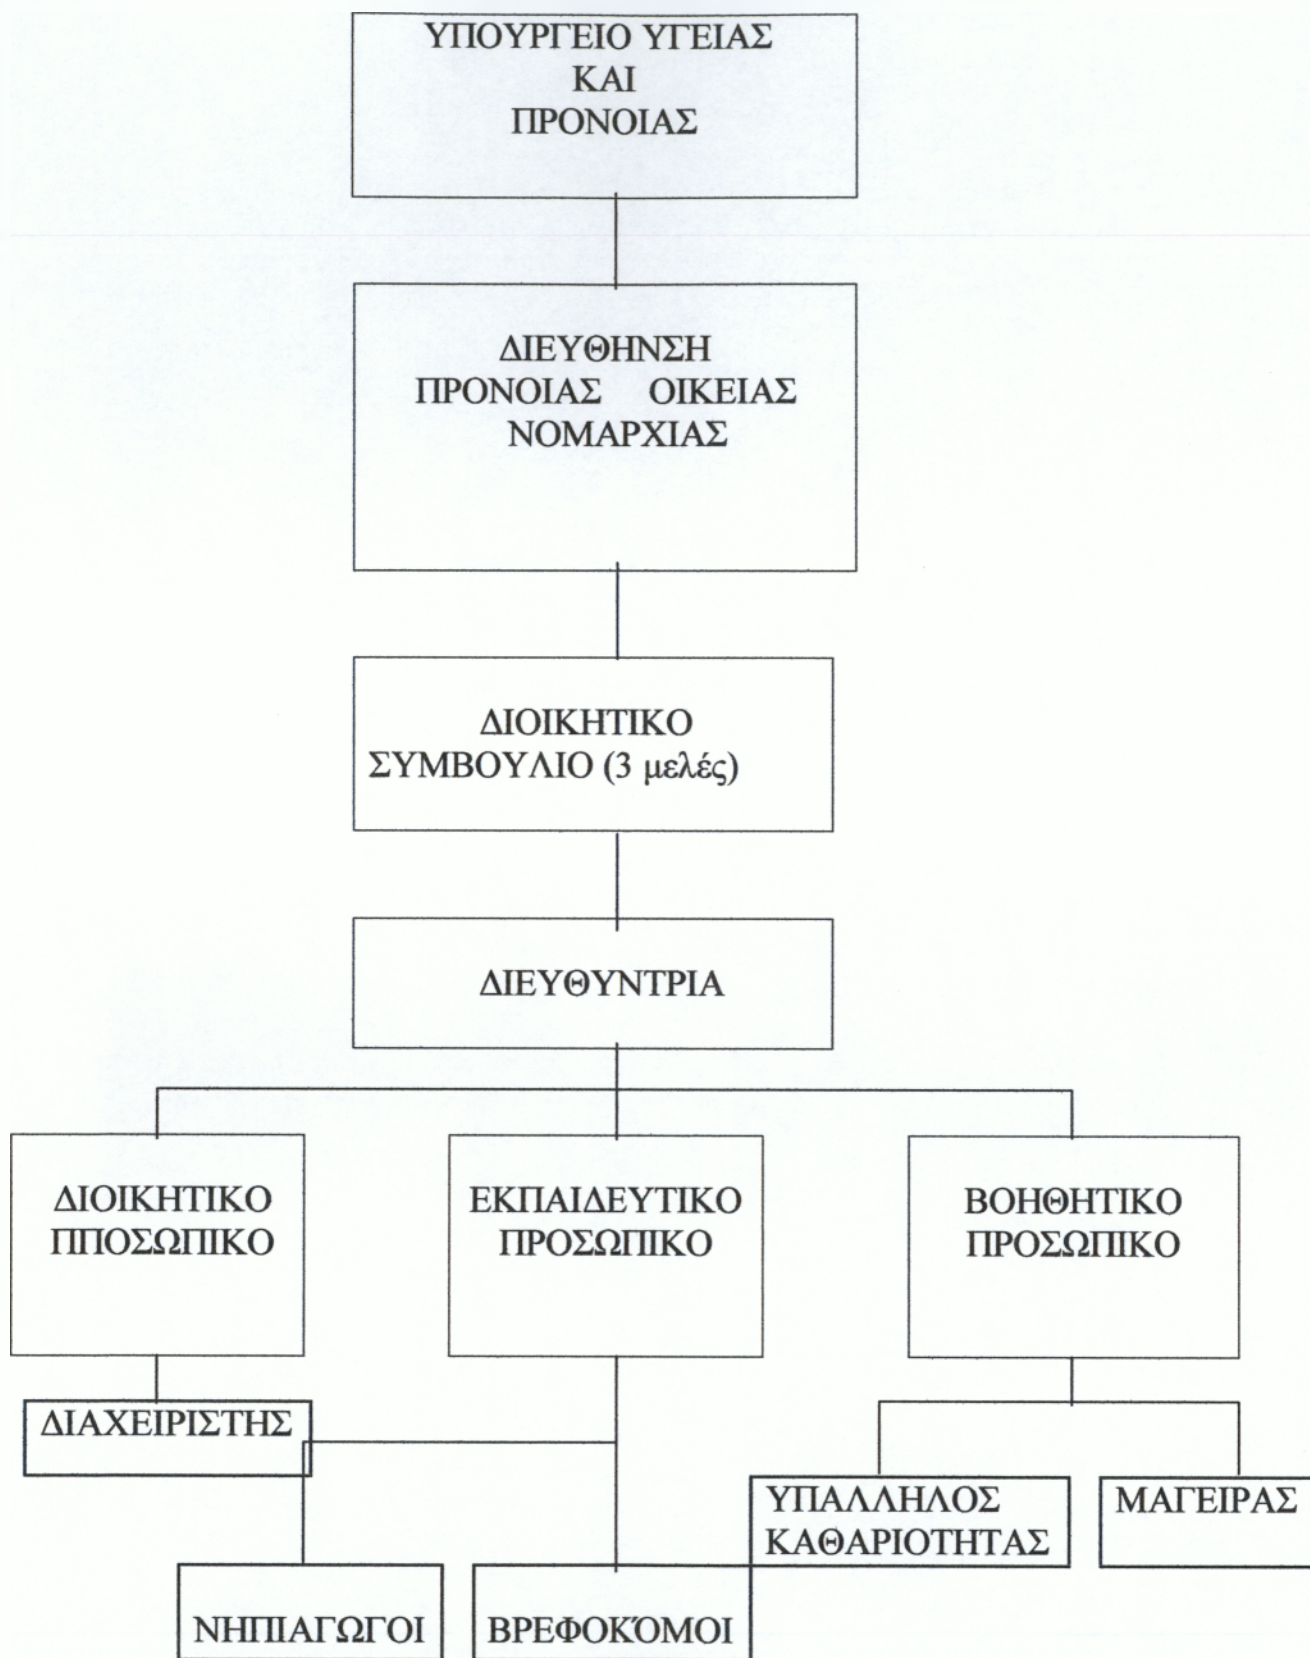 ΥΠΟΥΡΓΕΙΟ ΥΓΕΙΑΣ
ΚΑΙ
ΠΡΟΝΟΙΑΣ
ΔΙΕΥΘΗΝΣΗ
ΠΡΟΝΟΙΑΣ ΟΙΚΕΙΑΣ
ΝΟΜΑΡΧΙΑΣ
ΔΙΟΙΚΗΤΙΚΟ
ΣΥΜΒΟΥΛΙΟ (3 μελές)
ΔΙΕΥΘΥΝΤΡΙΑ
ΔΙΟΙΚΗΤΙΚΟ
ΠΠΟΣΩΠΙΚΟ
ΕΚΠΑΙΔΕΥΤΙΚΟ
ΠΡΟΣΩΠΙΚΟ
ΒΟΗΘΗΤΙΚΟ
ΠΡΟΣΩΠΙΚΟ
ΔΙΑΧΕΙΡΙΣΤΗΣ
ΥΠΑΛΛΗΛΟΣ
ΚΑΘΑΡΙΟΤΗΤΑΣ
ΜΑΓΕΙΡΑΣ
ΝΗΠΙΑΓΩΓΟΙ
ΒΡΕΦΟΚΌΜΟΙ